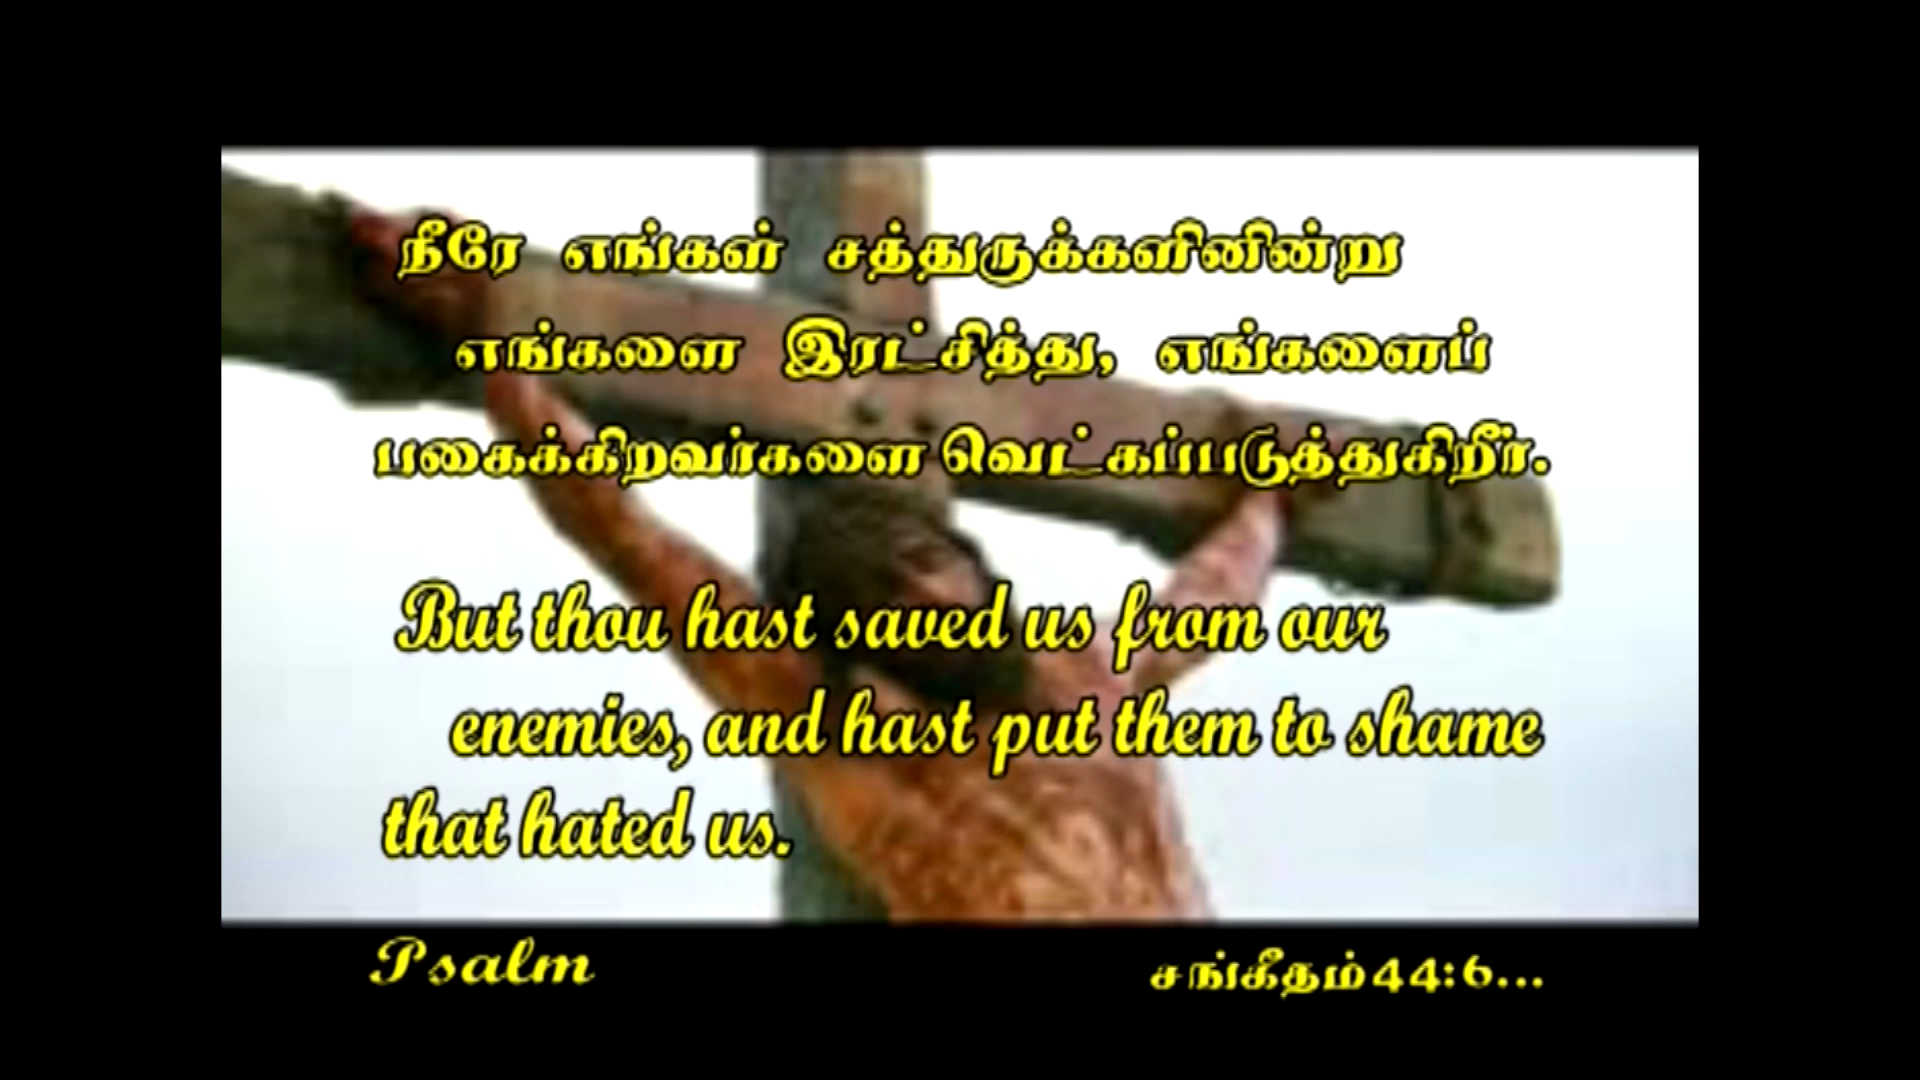 நீரே எங்கள் சத்துருக்களினின்று
எங்களை இரட்சித்து, எங்களைப்
பகைக்கிறவர்களை வெட்கப்படுத்துகிறீர்.
But thou hast saved us from our
enemies, and hast put them to shame
that hated us.
Psalm சங்கீதம்44:6...